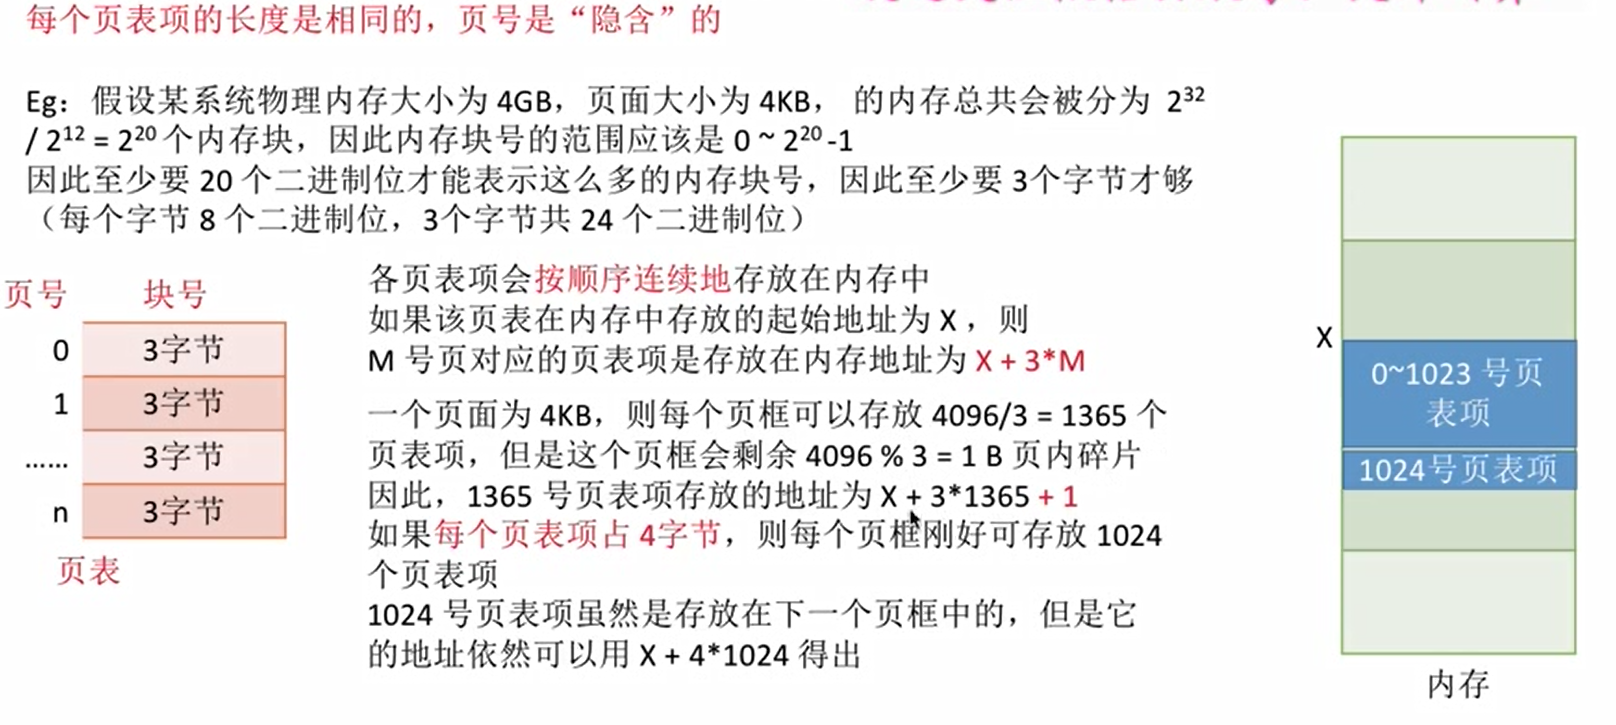 每个页表项的长度是相同的，页号是“隐含”的
Eg：假设某系统物理内存大小为 4GB，页面大小为 4KB， 的内存总共会被分为 2³²
/ 2¹² = 2²⁰ 个内存块，因此内存块号的范围应该是 0 ~ 2²⁰ -1
因此至少要 20 个二进制位才能表示这么多的内存块号，因此至少要 3个字节才够
（每个字节 8 个二进制位，3个字节共 24 个二进制位）
页号 块号
0 3字节
1 3字节
…… 3字节
n 3字节
页表
各页表项会按顺序连续地存放在内存中
如果该页表在内存中存放的起始地址为 X ，则
M 号页对应的页表项是存放在内存地址为 X + 3*M
一个页面为 4KB，则每个页框可以存放 4096/3 = 1365 个
页表项，但是这个页框会剩余 4096 % 3 = 1 B 页内碎片
因此，1365 号页表项存放的地址为 X + 3*1365 + 1
如果每个页表项占 4字节，则每个页框刚好可存放 1024
个页表项
1024 号页表项虽然是存放在下一个页框中的，但是它
的地址依然可以用 X + 4*1024 得出
X
0~1023 号页
表项
1024号页表项
内存